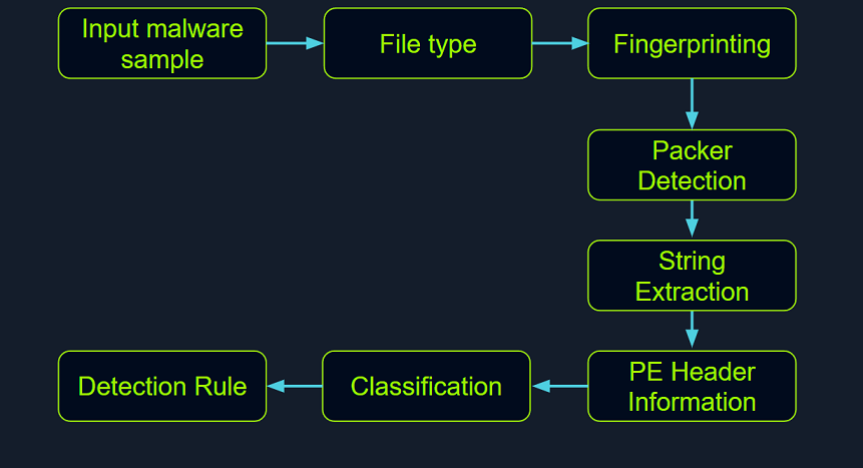 Input malware
sample
File type
Fingerprinting
Packer
Detection
String
Extraction
PE Header
Information
Classification
Detection Rule